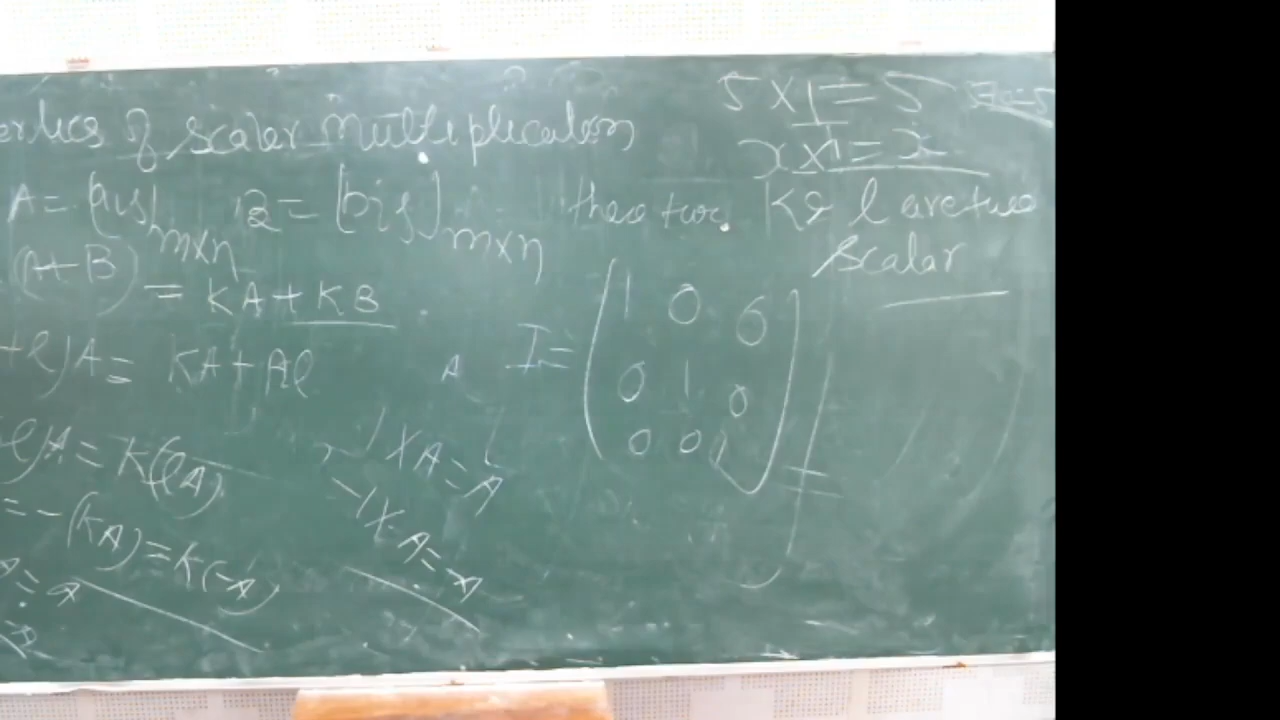 5 x 1 = 5
erties of scalar multiplication
x x 1 = x
A = [aij]m×n B = [bij]m×n these two K & l are two
scalar
(A+B) = KA + KB
+l)A = KA + Al
A
I = (1 0 0
0 1 0
0 0 1)
l)A = K(lA)
1 x A = A
= -(KA) = K(-A)
-1 x A = -A